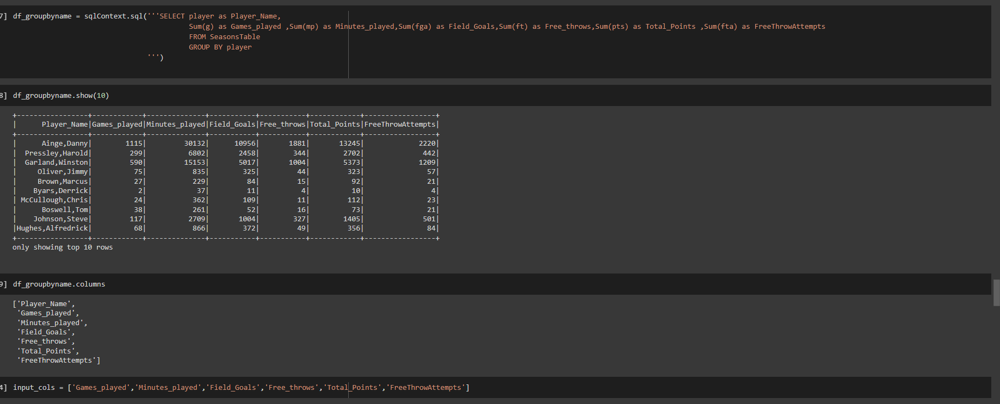 7] df_groupbyname = sqlContext.sql('''SELECT player as Player_Name,
Sum(g) as Games_played ,Sum(mp) as Minutes_played,Sum(fga) as Field_Goals,Sum(ft) as Free_throws,Sum(pts) as Total_Points ,Sum(fta) as FreeThrowAttempts
FROM SeasonsTable
GROUP BY player
''')
8] df_groupbyname.show(10)
+-----------------+------------+--------------+-----------+-----------+------------+-----------------+
|      Player_Name|Games_played|Minutes_played|Field_Goals|Free_throws|Total_Points|FreeThrowAttempts|
+-----------------+------------+--------------+-----------+-----------+------------+-----------------+
|      Ainge,Danny|        1115|         30132|      10956|       1881|       13245|             2220|
|  Pressley,Harold|         299|          6802|       2458|        344|        2702|              442|
|  Garland,Winston|         590|         15153|       5017|       1004|        5373|             1209|
|     Oliver,Jimmy|          75|           835|        325|         44|         323|               57|
|     Brown,Marcus|          27|           229|         84|         15|          92|               21|
|    Byars,Derrick|           2|            37|         11|          4|          10|                4|
| McCullough,Chris|          24|           362|        109|         11|         112|               23|
|      Boswell,Tom|          38|           261|         52|         16|          73|               21|
|    Johnson,Steve|         117|          2709|       1004|        327|        1405|              501|
|Hughes,Alfredrick|          68|           866|        372|         49|         356|               84|
+-----------------+------------+--------------+-----------+-----------+------------+-----------------+
only showing top 10 rows
9] df_groupbyname.columns
['Player_Name',
'Games_played',
'Minutes_played',
'Field_Goals',
'Free_throws',
'Total_Points',
'FreeThrowAttempts']
4] input_cols = ['Games_played','Minutes_played','Field_Goals','Free_throws','Total_Points','FreeThrowAttempts']